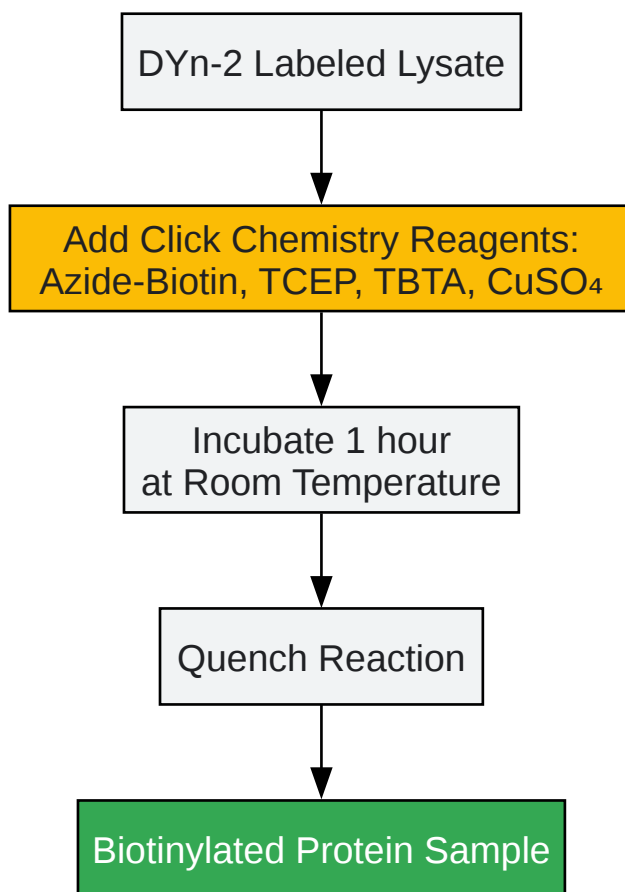 DYn-2 Labeled Lysate
Add Click Chemistry Reagents:
Azide-Biotin, TCEP, TBTA, CuSO₄
Incubate 1 hour
at Room Temperature
Quench Reaction
Biotinylated Protein Sample